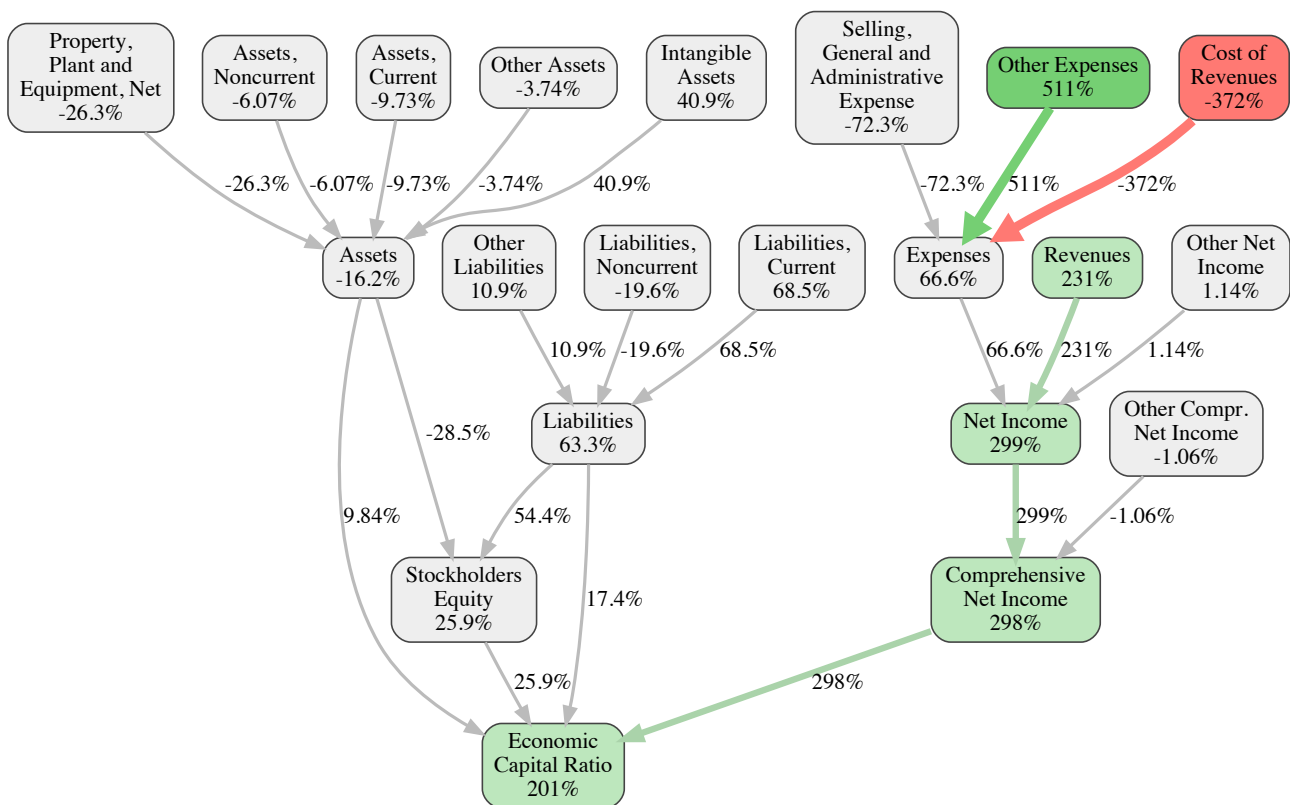 Property,
Plant and
Equipment, Net
-26.3%
Assets,
Noncurrent
-6.07%
Assets,
Current
-9.73%
Other Assets
-3.74%
Intangible
Assets
40.9%
Selling,
General and
Administrative
Expense
-72.3%
Other Expenses
511%
Cost of
Revenues
-372%
-26.3%
-6.07%
-9.73%
-3.74%
40.9%
-72.3%
511%
-372%
Assets
-16.2%
Other
Liabilities
10.9%
Liabilities,
Noncurrent
-19.6%
Liabilities,
Current
68.5%
Expenses
66.6%
Revenues
231%
Other Net
Income
1.14%
10.9%
-19.6%
68.5%
66.6%
231%
1.14%
Liabilities
63.3%
Net Income
299%
Other Compr.
Net Income
-1.06%
-28.5%
9.84%
54.4%
299%
-1.06%
Stockholders
Equity
25.9%
17.4%
Comprehensive
Net Income
298%
25.9%
298%
Economic
Capital Ratio
201%